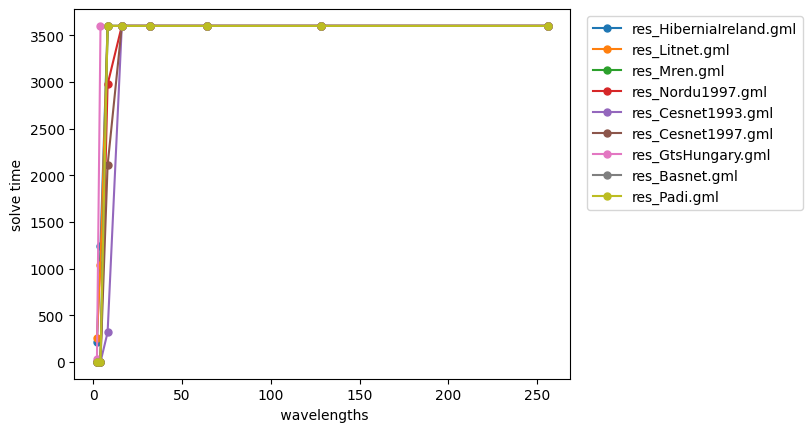 3500
3000
2500
2000
1500
1000
500
0
solve time
0 50 100 150 200 250
wavelengths
res_HiberniaIreland.gml
res_Litnet.gml
res_Mren.gml
res_Nordu1997.gml
res_Cesnet1993.gml
res_Cesnet1997.gml
res_GtsHungary.gml
res_Basnet.gml
res_Padi.gml